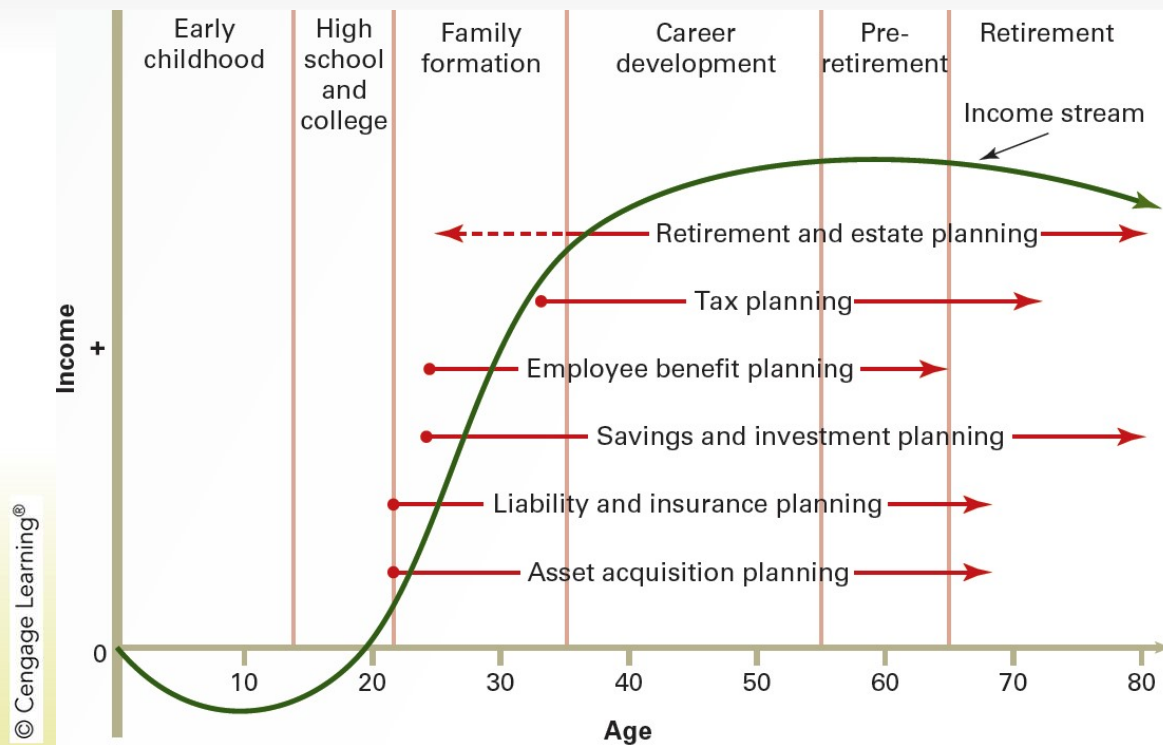 Early
childhood
High
school
and
college
Family
formation
Career
development
Pre-
retirement
Retirement
Income stream
Retirement and estate planning
Tax planning
Employee benefit planning
Savings and investment planning
Liability and insurance planning
Asset acquisition planning
Income
+
0
10 20 30 40 50 60 70 80
Age
© Cengage Learning®